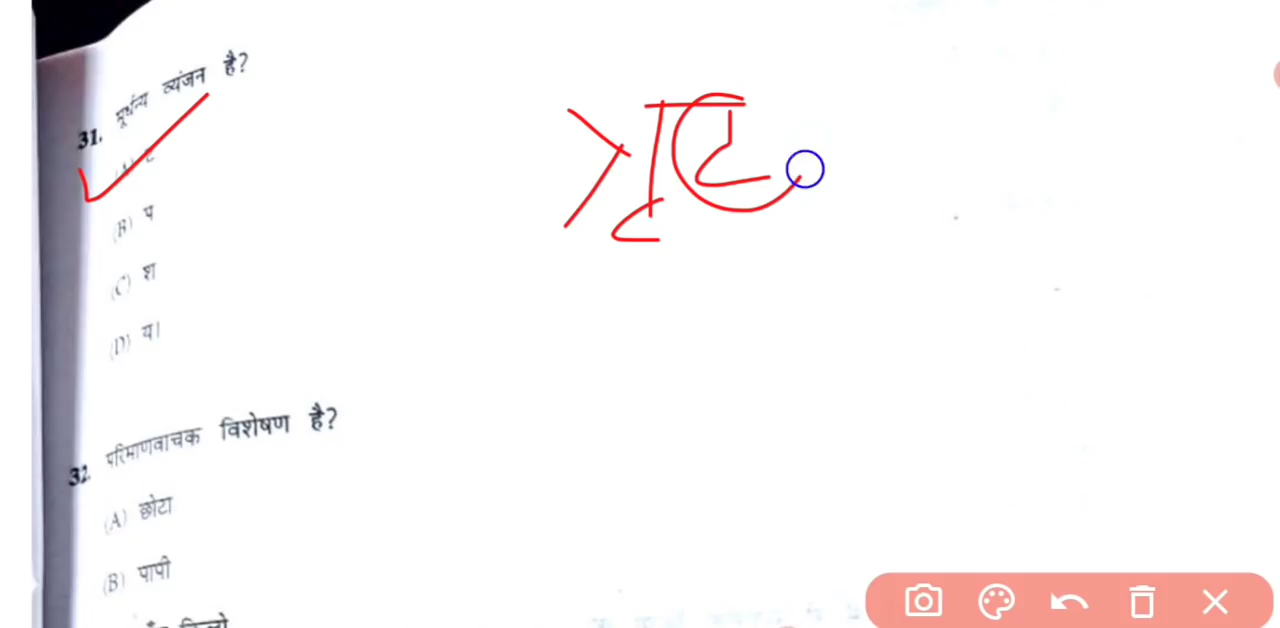 31. मूर्धन्य व्यंजन है?
(B) प
(C) श
(D) य।
32. परिमाणवाचक विशेषण है?
(A) छोटा
(B) पापी